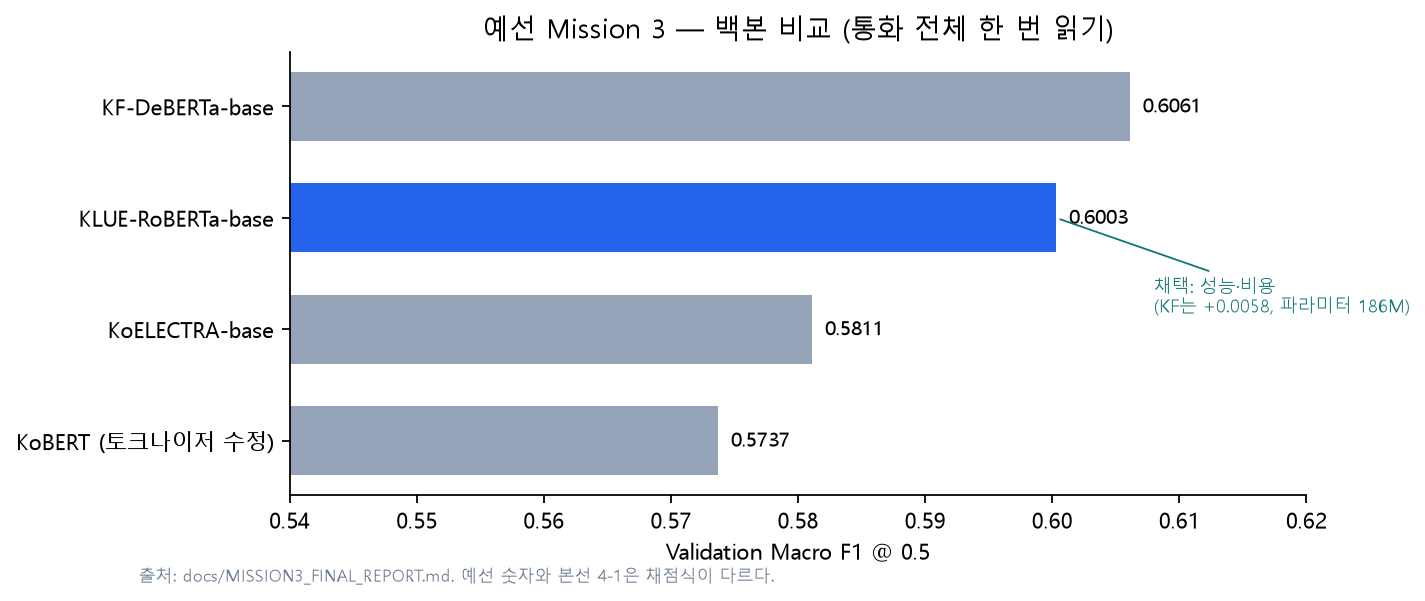 예선 Mission 3 — 백본 비교 (통화 전체 한 번 읽기)
KF-DeBERTa-base
0.6061
KLUE-RoBERTa-base
0.6003
채택: 성능·비용
(KF는 +0.0058, 파라미터 186M)
KoELECTRA-base
0.5811
KoBERT (토크나이저 수정)
0.5737
0.54 0.55 0.56 0.57 0.58 0.59 0.60 0.61 0.62
Validation Macro F1 @ 0.5
출처: docs/MISSION3_FINAL_REPORT.md. 예선 숫자와 본선 4-1은 채점식이 다르다.